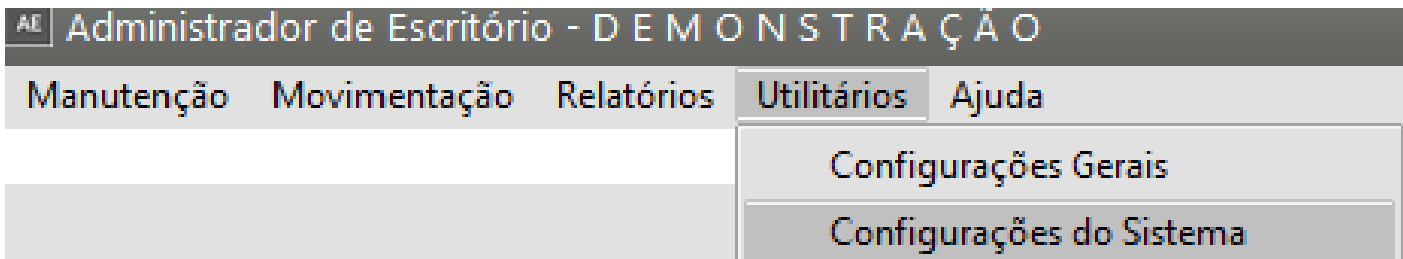 AE Administrador de Escritório - D E M O N S T R A Ç Ã O
Manutenção Movimentação Relatórios Utilitários Ajuda
Configurações Gerais
Configurações do Sistema